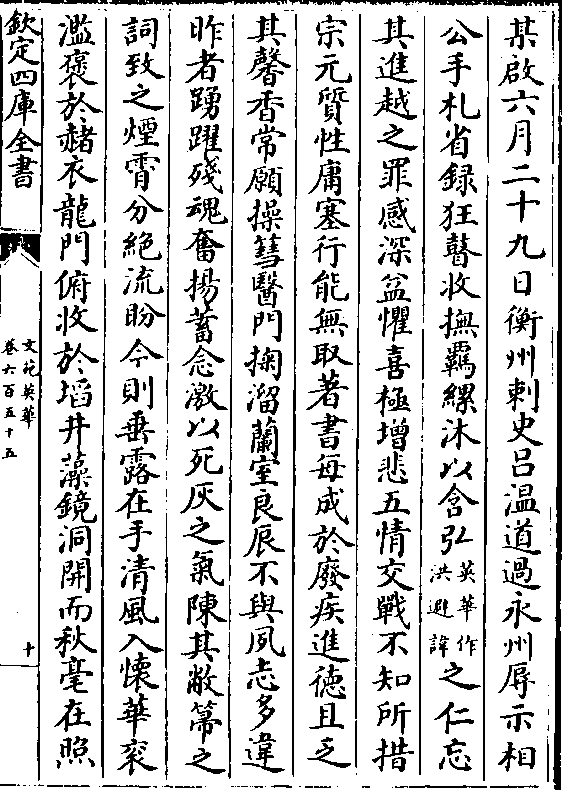 某啟六月二十九日衡州刺史呂溫道過永州辱示相
公手札省録狂瞽收撫羈縲沐以含弘英華作洪避諱之仁忘
其進越之罪感深益懼喜極增悲五情交戰不知所措
宗元質性庸塞行能無取著書每成於廢疾進德且乏
其馨香常願操篲醫門掬溜蘭室良辰不與夙志多違
昨者踴躍殘魂奮揚蓄念激以死灰之氣陳其敝箒之
詞致之煙霄分絕流盼今則垂露在手清風入懷華衮
濫褒於赭衣龍門俯收於埳井藻鏡洞開而秋毫在照
欽定四庫全書
文苑英華
卷六百五十五
十